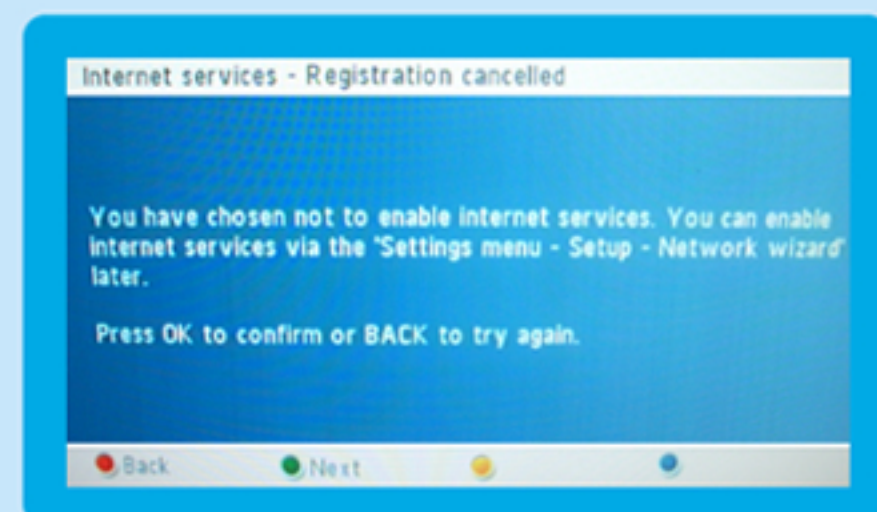 Internet services - Registration cancelled
You have chosen not to enable internet services. You can enable
internet services via the 'Settings menu - Setup - Network wizard'
later.
Press OK to confirm or BACK to try again.
Back Next